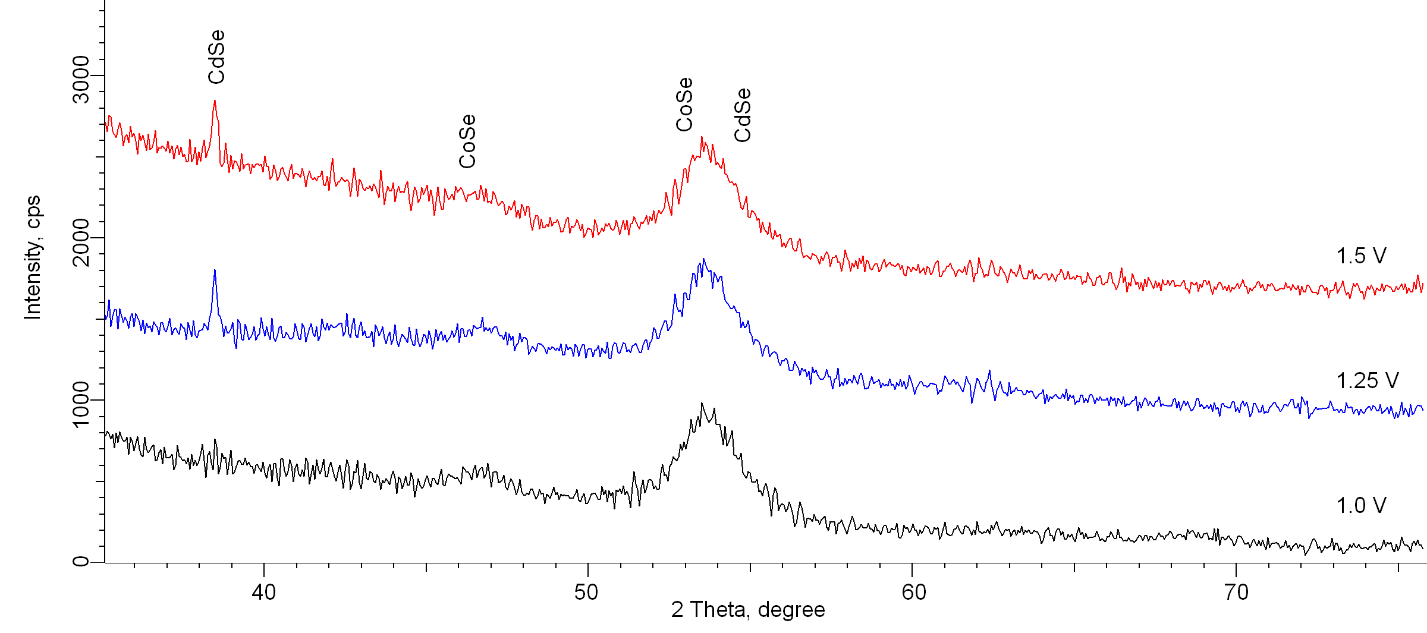 CdSe
CoSe
CoSe
CdSe
3000
2000
1000
0
Intensity, cps
1.5 V
1.25 V
1.0 V
40
50
60
70
2 Theta, degree